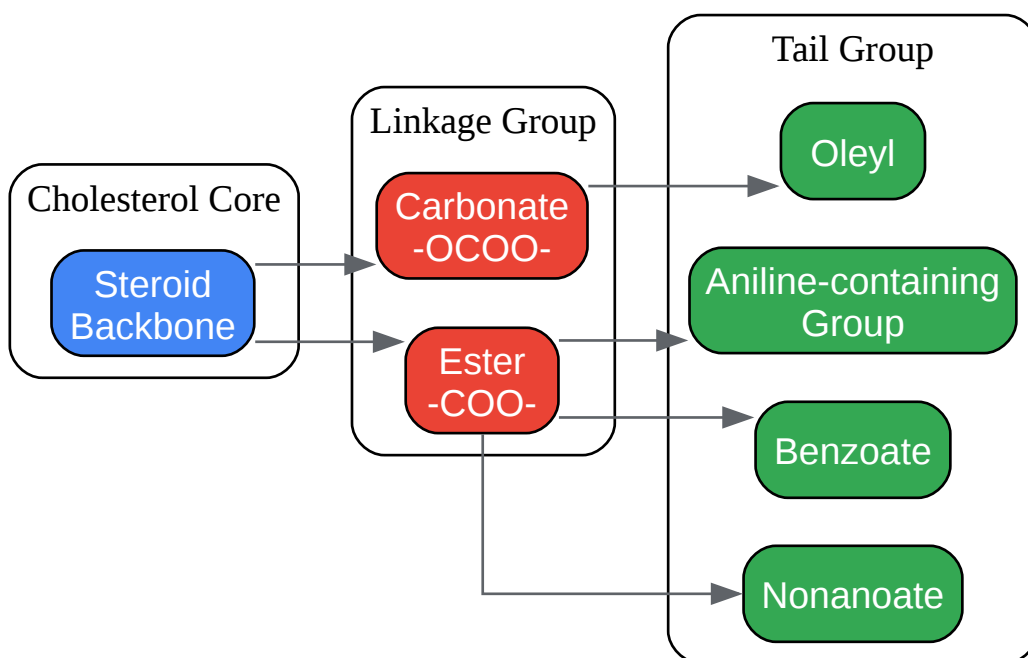 Cholesterol Core
Steroid
Backbone
Linkage Group
Carbonate
-OCOO-
Ester
-COO-
Tail Group
Oleyl
Aniline-containing
Group
Benzoate
Nonanoate